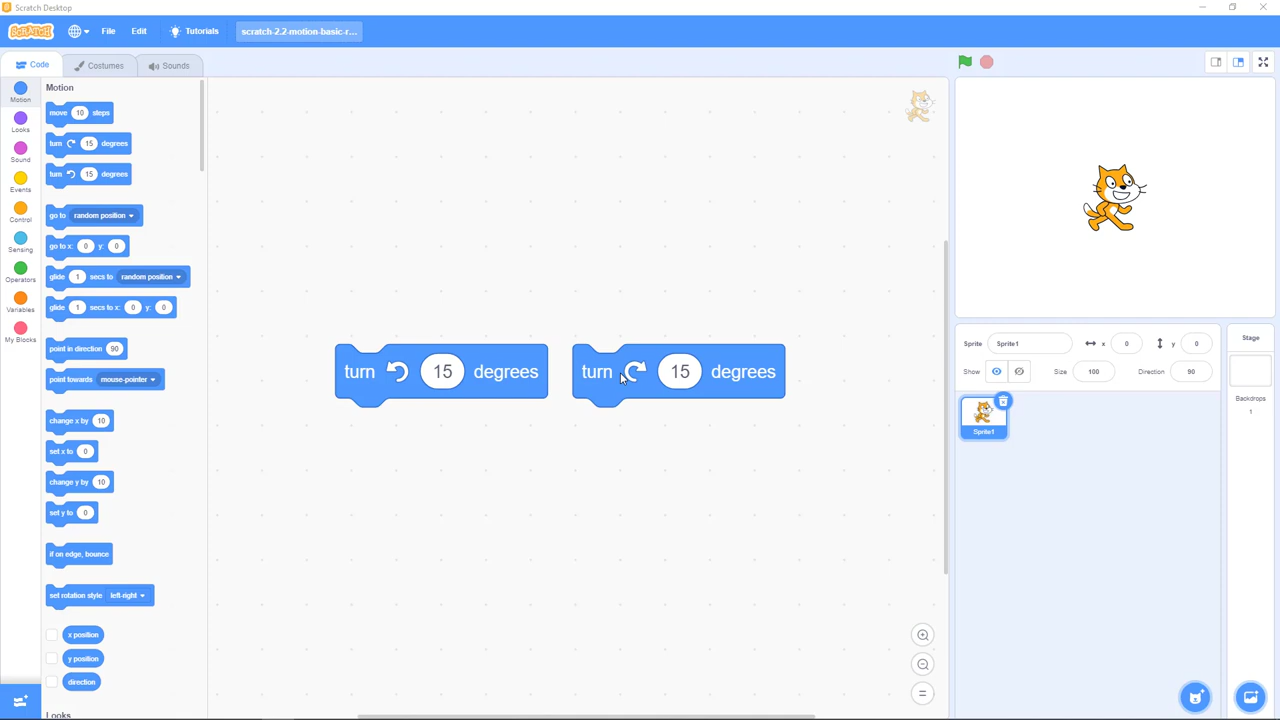 Scratch Desktop
SCRATCH File Edit Tutorials scratch-2.2-motion-basic-r...
Code Costumes Sounds
Motion
Looks
Sound
Events
Control
Sensing
Operators
Variables
My Blocks
Motion
move 10 steps
turn 15 degrees
turn 15 degrees
go to random position
go to x: 0 y: 0
glide 1 secs to random position
glide 1 secs to x: 0 y: 0
point in direction 90
point towards mouse-pointer
change x by 10
set x to 0
change y by 10
set y to 0
if on edge, bounce
set rotation style left-right
x position
y position
direction
Looks
turn 15 degrees
turn 15 degrees
Sprite Sprite1 x 0 y 0
Show Size 100 Direction 90
Sprite1
Stage
Backdrops
1